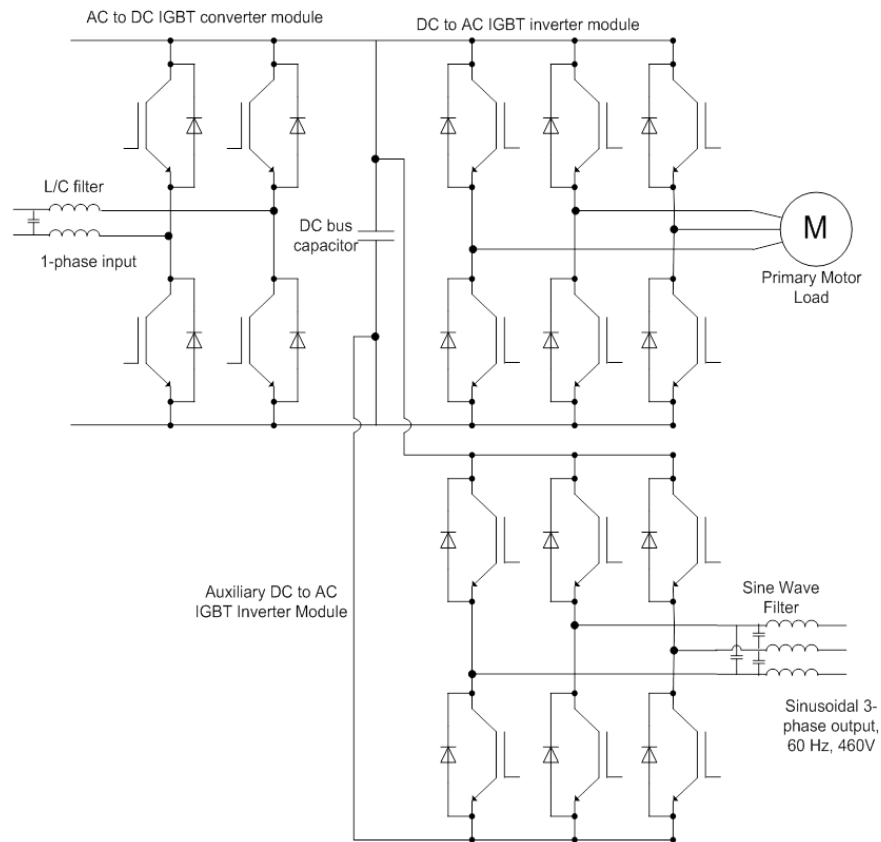 AC to DC IGBT converter module
DC to AC IGBT inverter module
L/C filter
1-phase input
DC bus
capacitor
M
Primary Motor
Load
Auxiliary DC to AC
IGBT Inverter Module
Sine Wave
Filter
Sinusoidal 3-
phase output,
60 Hz, 460V